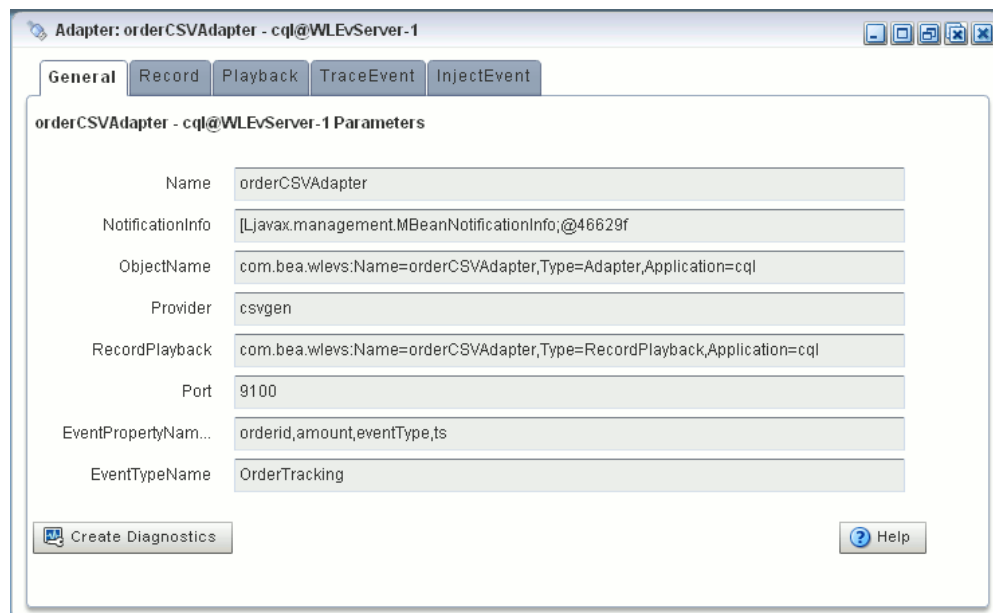 Adapter: orderCSVAdapter - cql@WLEvServer-1
General Record Playback TraceEvent InjectEvent
orderCSVAdapter - cql@WLEvServer-1 Parameters
Name orderCSVAdapter
NotificationInfo [Ljavax.management.MBeanNotificationInfo;@46629f
ObjectName com.bea.wlevs:Name=orderCSVAdapter,Type=Adapter,Application=cql
Provider csvgen
RecordPlayback com.bea.wlevs:Name=orderCSVAdapter,Type=RecordPlayback,Application=cql
Port 9100
EventPropertyNam... orderid,amount,eventType,ts
EventTypeName OrderTracking
Create Diagnostics ? Help